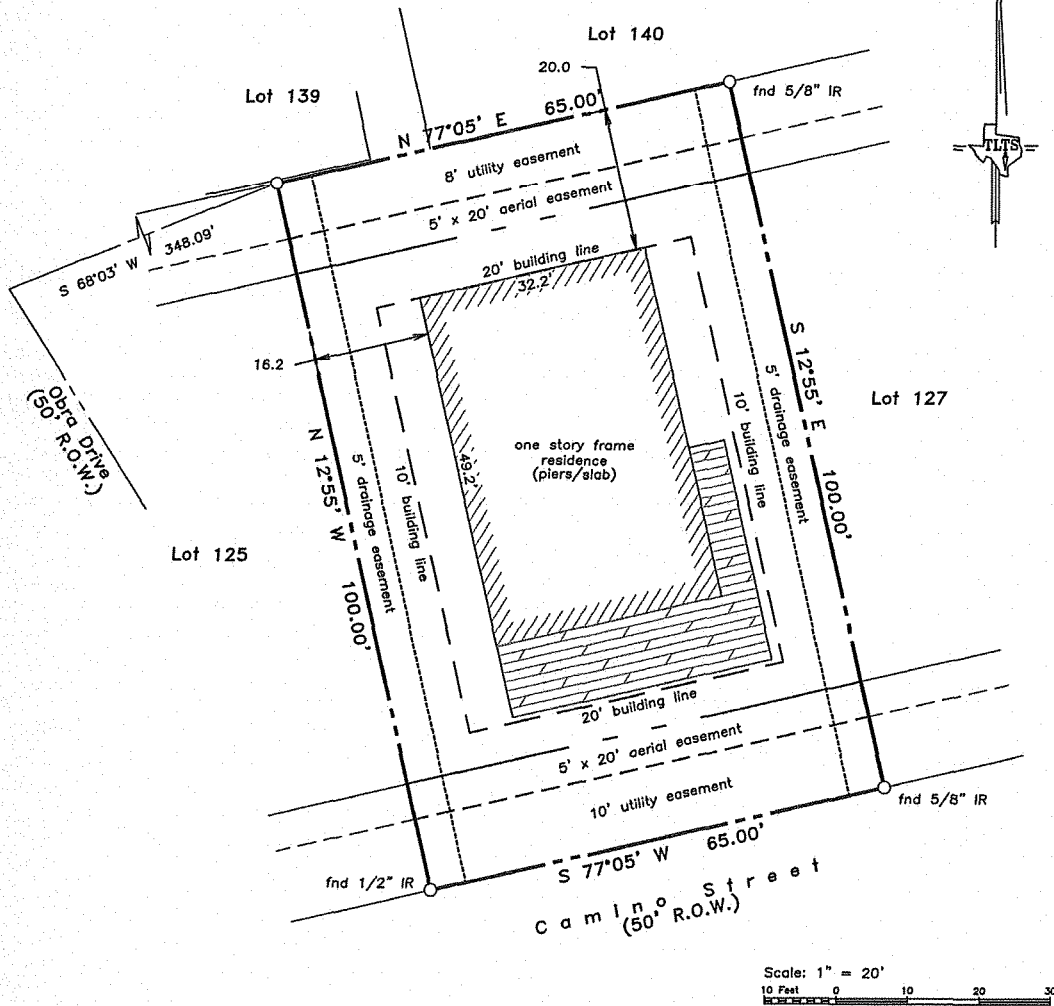 Lot 140
20.0
Lot 139
fnd 5/8" IR
N 77°05' E 65.00'
TLTS
8' utility easement
5' x 20' aerial easement
S 68°03' W 348.09'
20' building line
32.2'
16.2
Obra Drive
(50' R.O.W.)
S 12°55' E 100.00'
5' drainage easement
10' building line
Lot 127
one story frame
residence
(piers/slab)
49.2'
N 12°55' W 100.00'
5' drainage easement
10' building line
Lot 125
20' building line
5' x 20' aerial easement
10' utility easement
fnd 5/8" IR
S 77°05' W 65.00'
fnd 1/2" IR
Camino Street
(50' R.O.W.)
Scale: 1" = 20'
10 Feet 0 10 20 30